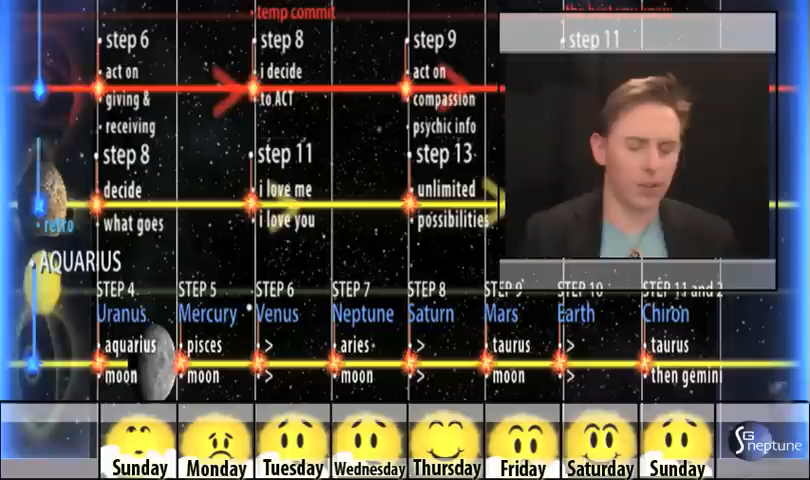 temp commit
step 6
step 8
step 9
step 11
act on
i decide
act on
giving &
to ACT
compassion
receiving
psychic info
step 8
step 11
step 13
decide
i love me
unlimited
retro
what goes
i love you
possibilities
AQUARIUS
STEP 4
STEP 5
STEP 6
STEP 7
STEP 8
STEP 9
STEP 10
STEP 11 and 2
Uranus
Mercury
Venus
Neptune
Saturn
Mars
Earth
Chiron
aquarius
pisces
>
aries
>
taurus
>
taurus
moon
moon
>
moon
>
moon
>
then gemini
Sunday
Monday
Tuesday
Wednesday
Thursday
Friday
Saturday
Sunday
SG
neptune